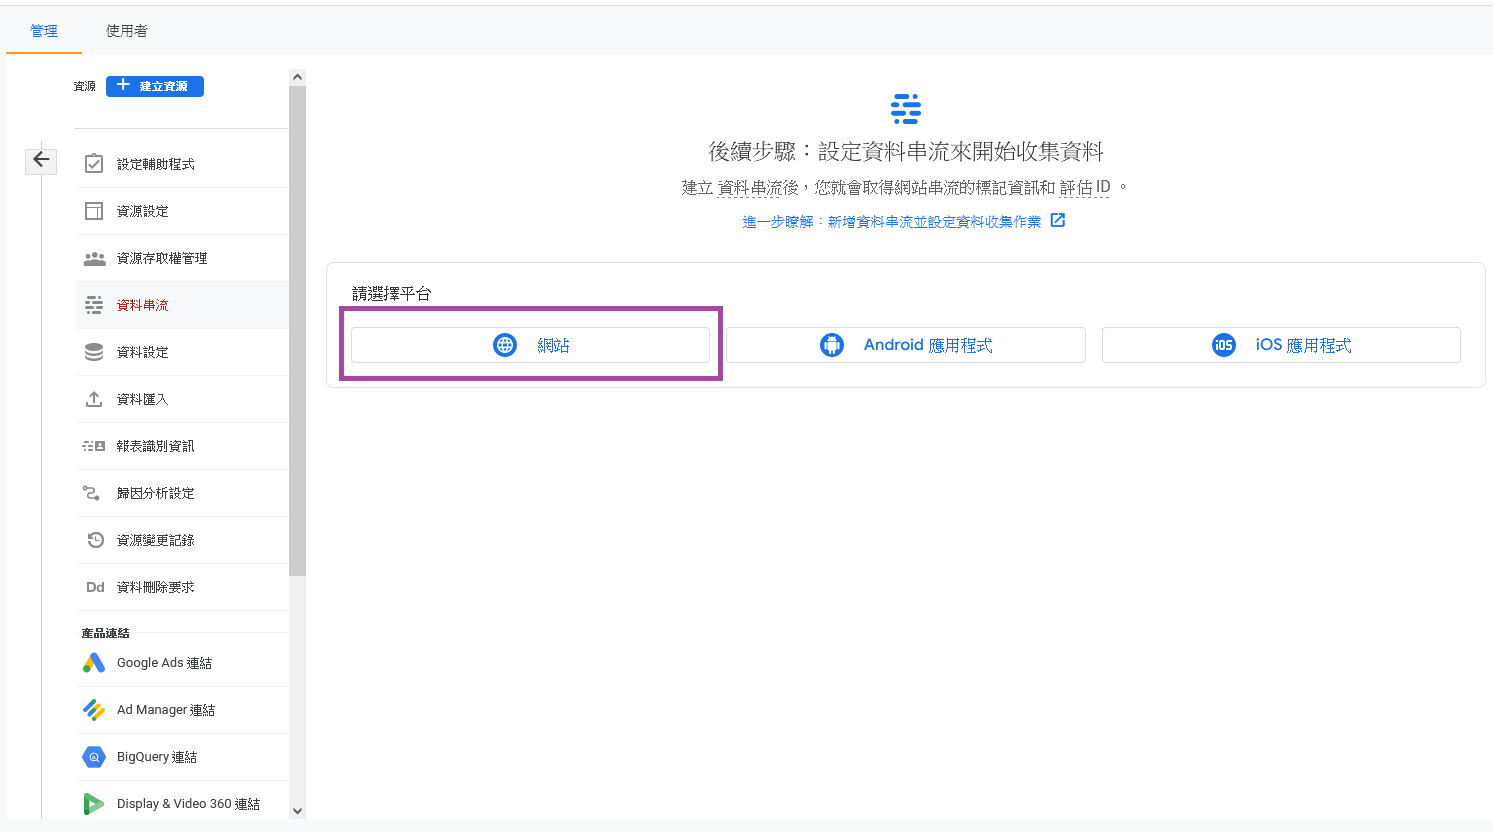 管理 使用者
資源 建立資源
設定輔助程式
資源設定
資源存取權管理
資料串流
資料設定
資料匯入
報表識別資訊
歸因分析設定
資源變更記錄
Dd 資料刪除要求
產品連結
Google Ads 連結
Ad Manager 連結
BigQuery 連結
Display & Video 360 連結
後續步驟：設定資料串流來開始收集資料
建立 資料串流後，您就會取得網站串流的標記資訊和 評估 ID 。
進一步瞭解：新增資料串流並設定資料收集作業
請選擇平台
網站
Android 應用程式
iOS iOS 應用程式